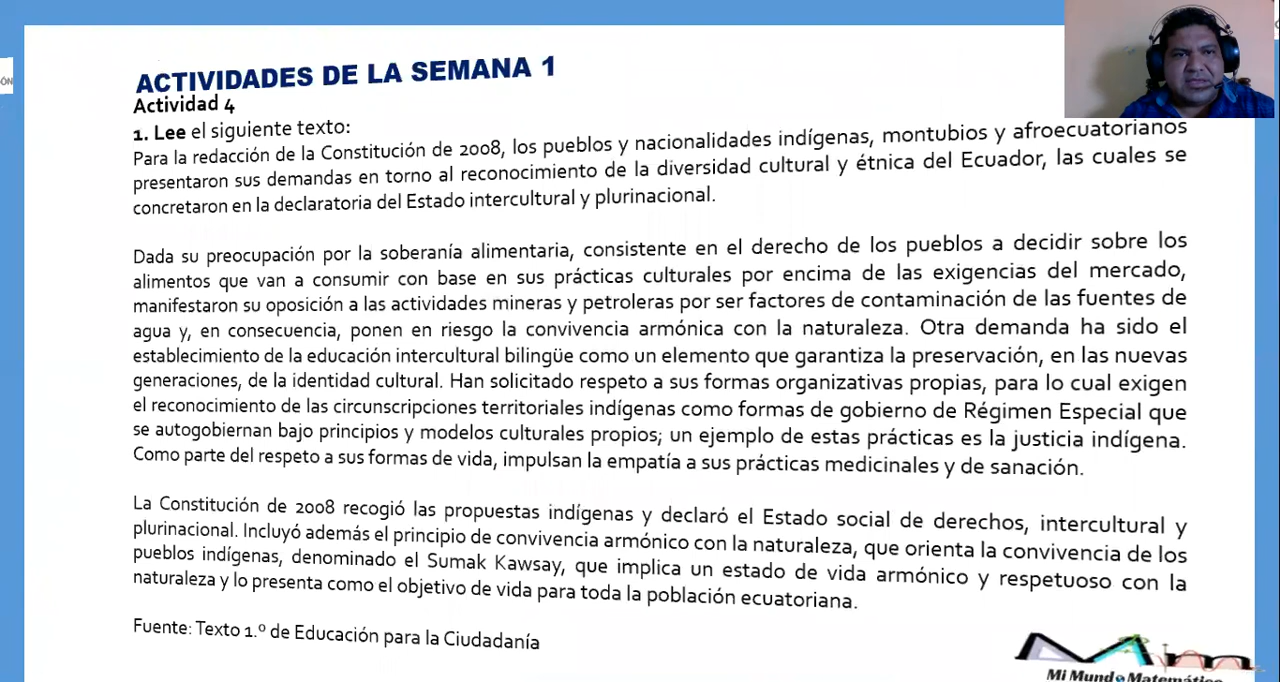 ACTIVIDADES DE LA SEMANA 1
Actividad 4
1. Lee el siguiente texto:
Para la redacción de la Constitución de 2008, los pueblos y nacionalidades indígenas, montubios y afroecuatorianos
presentaron sus demandas en torno al reconocimiento de la diversidad cultural y étnica del Ecuador, las cuales se
concretaron en la declaratoria del Estado intercultural y plurinacional.
Dada su preocupación por la soberanía alimentaria, consistente en el derecho de los pueblos a decidir sobre los
alimentos que van a consumir con base en sus prácticas culturales por encima de las exigencias del mercado,
manifestaron su oposición a las actividades mineras y petroleras por ser factores de contaminación de las fuentes de
agua y, en consecuencia, ponen en riesgo la convivencia armónica con la naturaleza. Otra demanda ha sido el
establecimiento de la educación intercultural bilingüe como un elemento que garantiza la preservación, en las nuevas
generaciones, de la identidad cultural. Han solicitado respeto a sus formas organizativas propias, para lo cual exigen
el reconocimiento de las circunscripciones territoriales indígenas como formas de gobierno de Régimen Especial que
se autogobiernan bajo principios y modelos culturales propios; un ejemplo de estas prácticas es la justicia indígena.
Como parte del respeto a sus formas de vida, impulsan la empatía a sus prácticas medicinales y de sanación.
La Constitución de 2008 recogió las propuestas indígenas y declaró el Estado social de derechos, intercultural y
plurinacional. Incluyó además el principio de convivencia armónico con la naturaleza, que orienta la convivencia de los
pueblos indígenas, denominado el Sumak Kawsay, que implica un estado de vida armónico y respetuoso con la
naturaleza y lo presenta como el objetivo de vida para toda la población ecuatoriana.
Fuente: Texto 1.º de Educación para la Ciudadanía
Mi Mundo Matemático